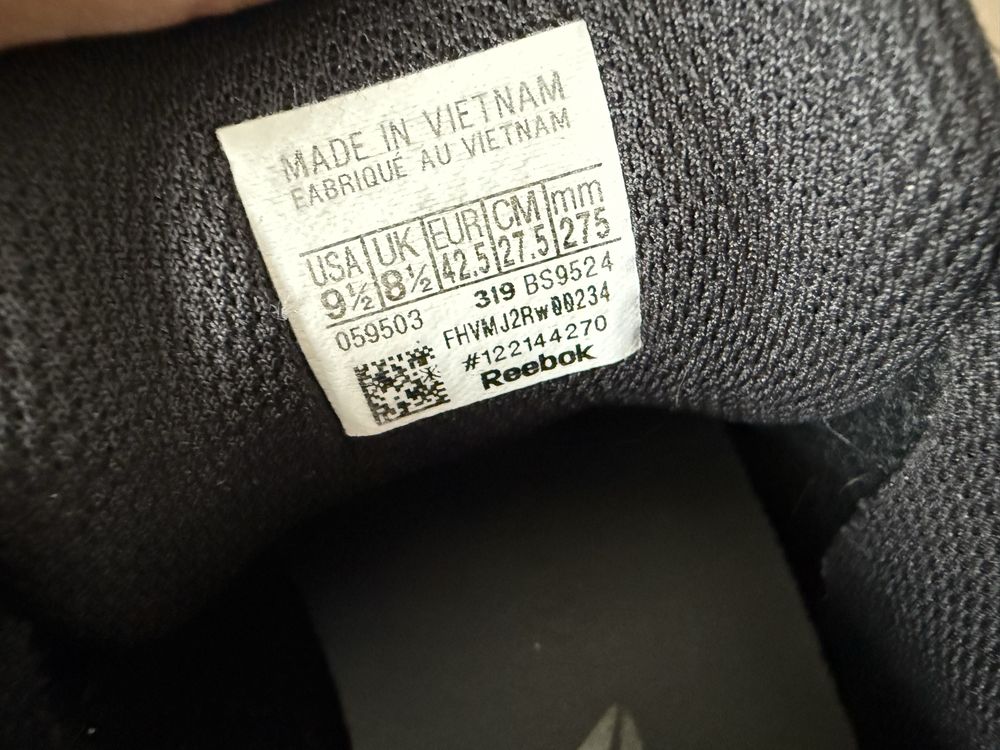 MADE IN VIETNAM
FABRIQUÉ AU VIETNAM
USA UK EUR CM mm
9½ 8½ 42.5 27.5 275
319 BS9524
059503 FHVMJ2RW00234
#122144270
Reebok